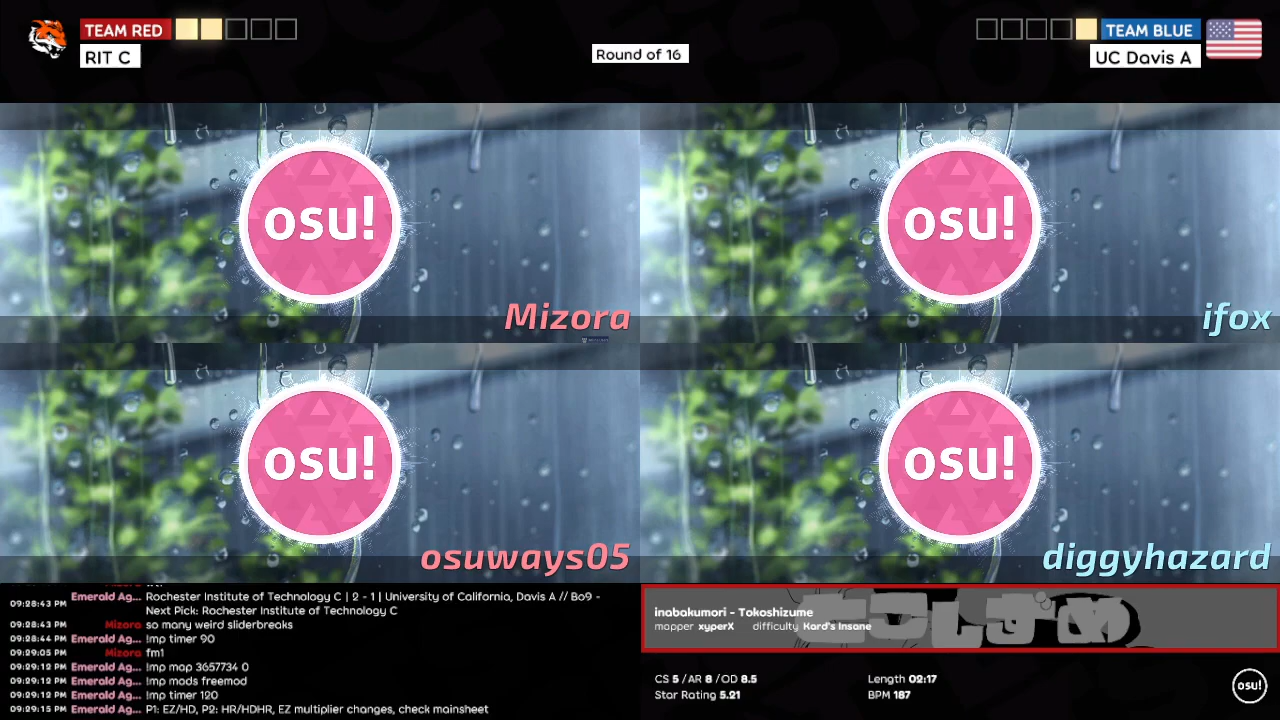 TEAM RED
RIT C
Round of 16
TEAM BLUE
UC Davis A
osu!
Mizora
osu!
ifox
osu!
osuways05
osu!
diggyhazard
09:28:43 PM Emerald Ag... Rochester Institute of Technology C | 2 - 1 | University of California, Davis A // Bo9 -
Next Pick: Rochester Institute of Technology C
09:28:43 PM Mizora so many weird sliderbreaks
09:28:44 PM Emerald Ag... !mp timer 90
09:29:05 PM Mizora fm1
09:29:12 PM Emerald Ag... !mp map 3657734 0
09:29:12 PM Emerald Ag... !mp mods freemod
09:29:12 PM Emerald Ag... !mp timer 120
09:29:15 PM Emerald Ag... P1: EZ/HD, P2: HR/HDHR, EZ multiplier changes, check mainsheet
とこしずめ
inabakumori - Tokoshizume
mapper xyperX difficulty Kard's Insane
CS 5 / AR 8 / OD 8.5
Star Rating 5.21
Length 02:17
BPM 187
osu!